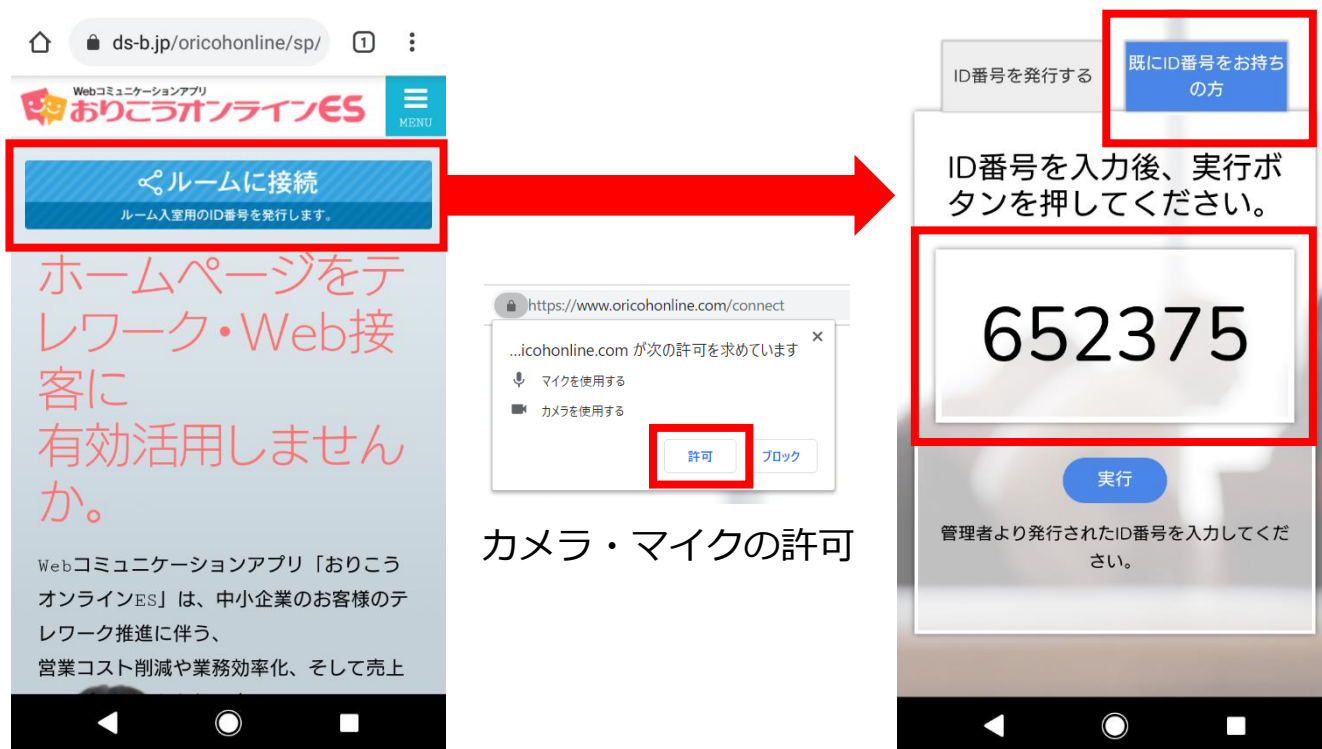 ds-b.jp/oricohonline/sp/
1
Webコミュニケーションアプリ
おりこうオンラインES
MENU
ルームに接続
ルーム入室用のID番号を発行します。
ホームページをテ
レワーク・Web接
客に
有効活用しません
か。
Webコミュニケーションアプリ「おりこう
オンラインES」は、中小企業のお客様のテ
レワーク推進に伴う、
営業コスト削減や業務効率化、そして売上
https://www.oricohonline.com/connect
...icohonline.com が次の許可を求めています
×
マイクを使用する
カメラを使用する
許可
ブロック
カメラ・マイクの許可
ID番号を発行する
既にID番号をお持ち
の方
ID番号を入力後、実行ボ
タンを押してください。
652375
実行
管理者より発行されたID番号を入力してくだ
さい。